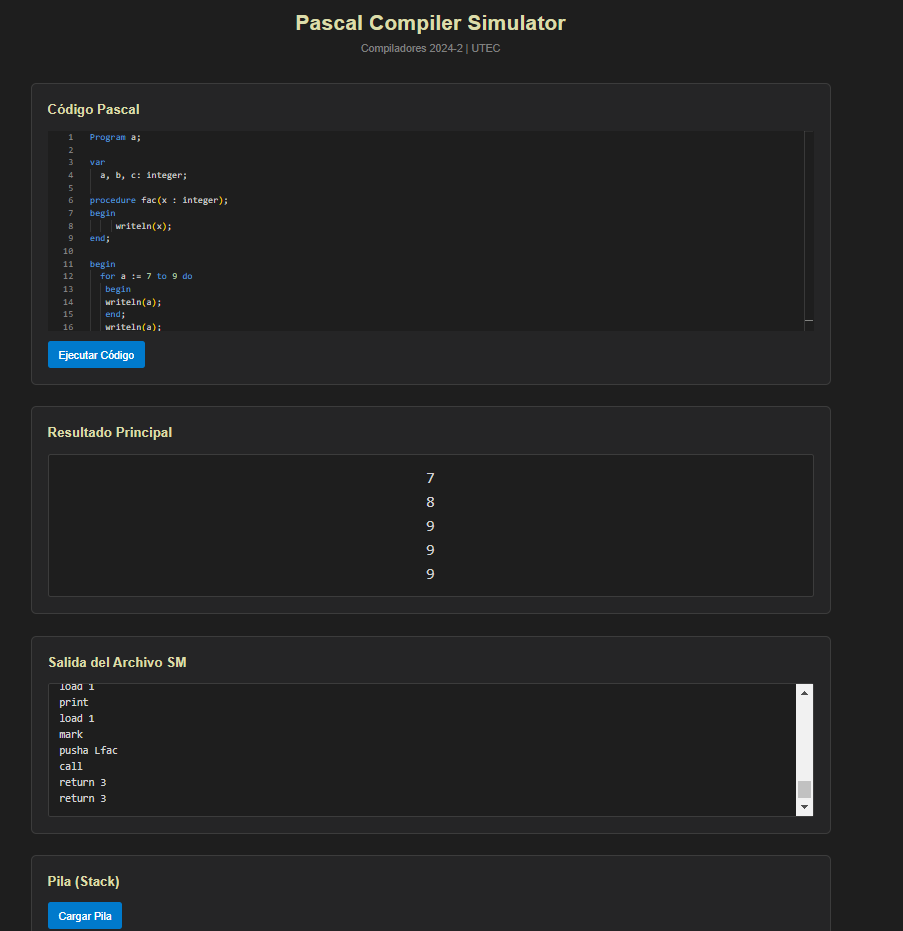 Pascal Compiler Simulator
Compiladores 2024-2 | UTEC
Código Pascal
1 Program a;
2
3 var
4 a, b, c: integer;
5
6 procedure fac(x : integer);
7 begin
8 writeln(x);
9 end;
10
11 begin
12 for a := 7 to 9 do
13 begin
14 writeln(a);
15 end;
16 writeln(a);
Ejecutar Código
Resultado Principal
7
8
9
9
9
Salida del Archivo SM
load 1
print
load 1
mark
pusha Lfac
call
return 3
return 3
Pila (Stack)
Cargar Pila